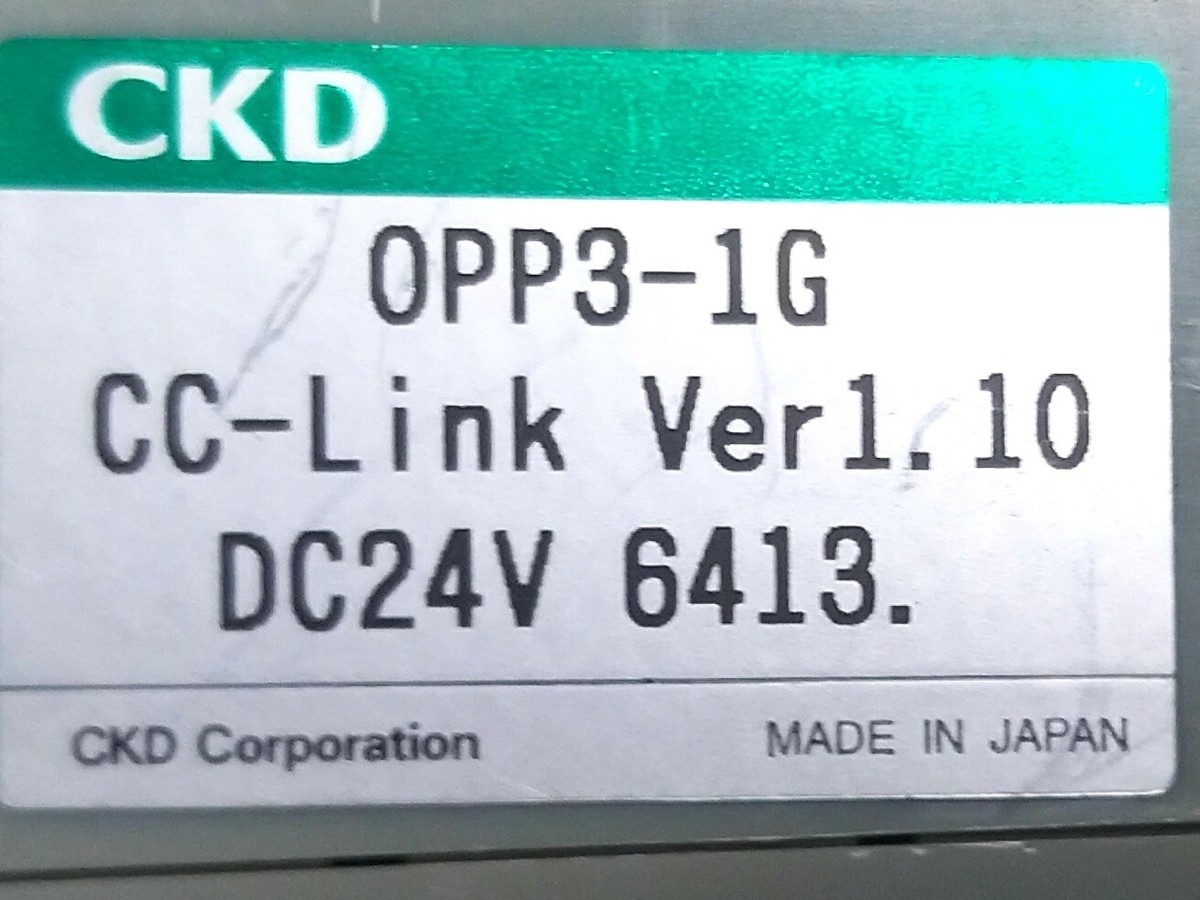 CKD
OPP3-1G
CC-Link Ver1.10
DC24V 6413.
CKD Corporation
MADE IN JAPAN